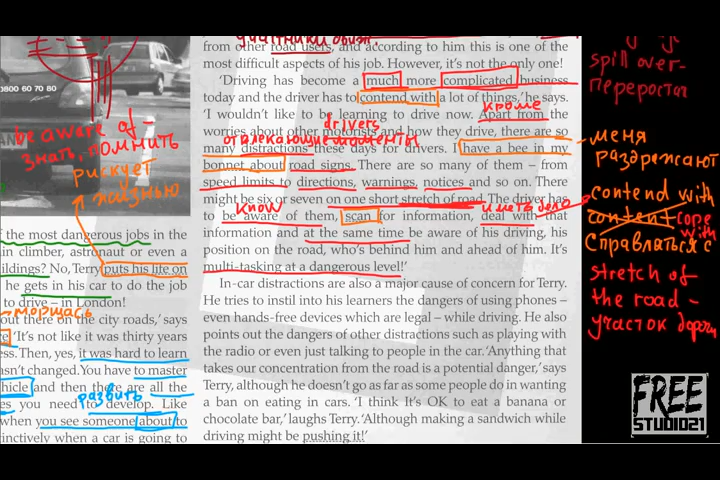 0800 60 70 80
be aware of -
знать, помнить
рискует
жизнью
f the most dangerous jobs in the
in climber, astronaut or even a
ildings? No, Terry puts his life on
he gets in his car to do the job
to drive – in London!
морщась
out there on the city roads,' says
'It's not like it was thirty years
ess. Then, yes, it was hard to learn
asn't changed. You have to master
hicle and then there are all the
развить
es you need to develop. Like
when you see someone about to
tinctively when a car is going to
участники движ
from other road users, and according to him this is one of the
most difficult aspects of his job. However, it's not the only one!
'Driving has become a much more complicated business
today and the driver has to contend with a lot of things,' he says.
кроме
'I wouldn't like to be learning to drive now. Apart from the
drivers
worries about other motorists and how they drive, there are
отвлекающие моменты
many distractions these days for drivers. I have a bee in my
bonnet about road signs. There are so many of them – from
speed limits to directions, warnings, notices and so on. There
might be six or seven on one short stretch of road. The driver has
know
иметь дело
to be aware of them, scan for information, deal with that
information and at the same time be aware of his driving, his
position on the road, who's behind him and ahead of him. It's
multi-tasking at a dangerous level!'
In-car distractions are also a major cause of concern for Terry.
He tries to instil into his learners the dangers of using phones –
even hands-free devices which are legal – while driving. He also
points out the dangers of other distractions such as playing with
the radio or even just talking to people in the car. 'Anything that
takes our concentration from the road is a potential danger,' says
Terry, although he doesn't go as far as some people do in wanting
a ban on eating in cars. 'I think It's OK to eat a banana or
chocolate bar,' laughs Terry. 'Although making a sandwich while
driving might be pushing it!'
spill over-
перерастать
меня
раздражают
contend with
content cope
with
справляться с
stretch of
the road -
участок дороги
FREE
STUDIO21